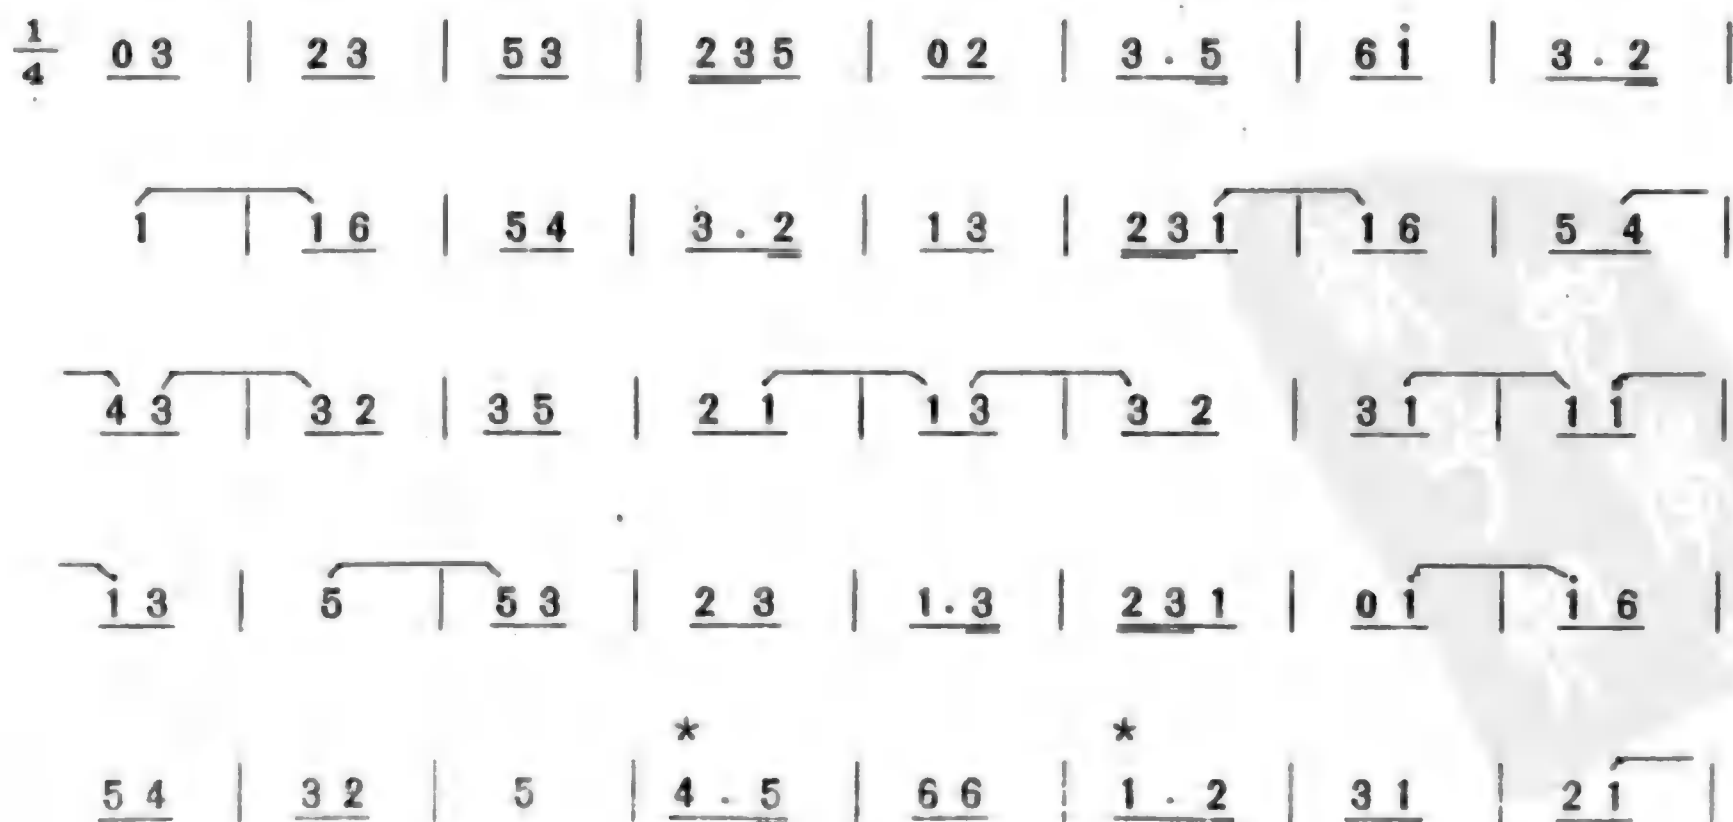 1/4 03 | 23 | 53 | 235 | 02 | 3.5 | 6i | 3.2 |
1 | 16 | 54 | 3.2 | 13 | 231 | 16 | 54 |
43 | 32 | 35 | 21 | 13 | 32 | 31 | 11 |
13 | 5 | 53 | 23 | 1.3 | 231 | 01 | 16 |
* *
54 | 32 | 5 | 4.5 | 66 | 1.2 | 31 | 21 |